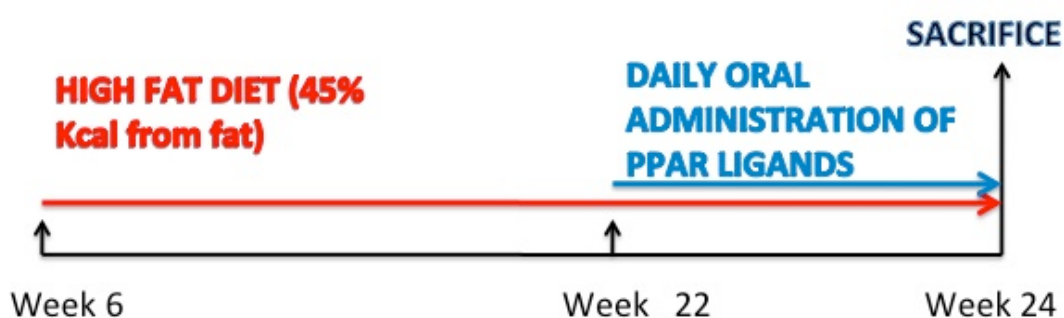 SACRIFICE
HIGH FAT DIET (45%
Kcal from fat)
DAILY ORAL
ADMINISTRATION OF
PPAR LIGANDS
Week 6
Week 22
Week 24